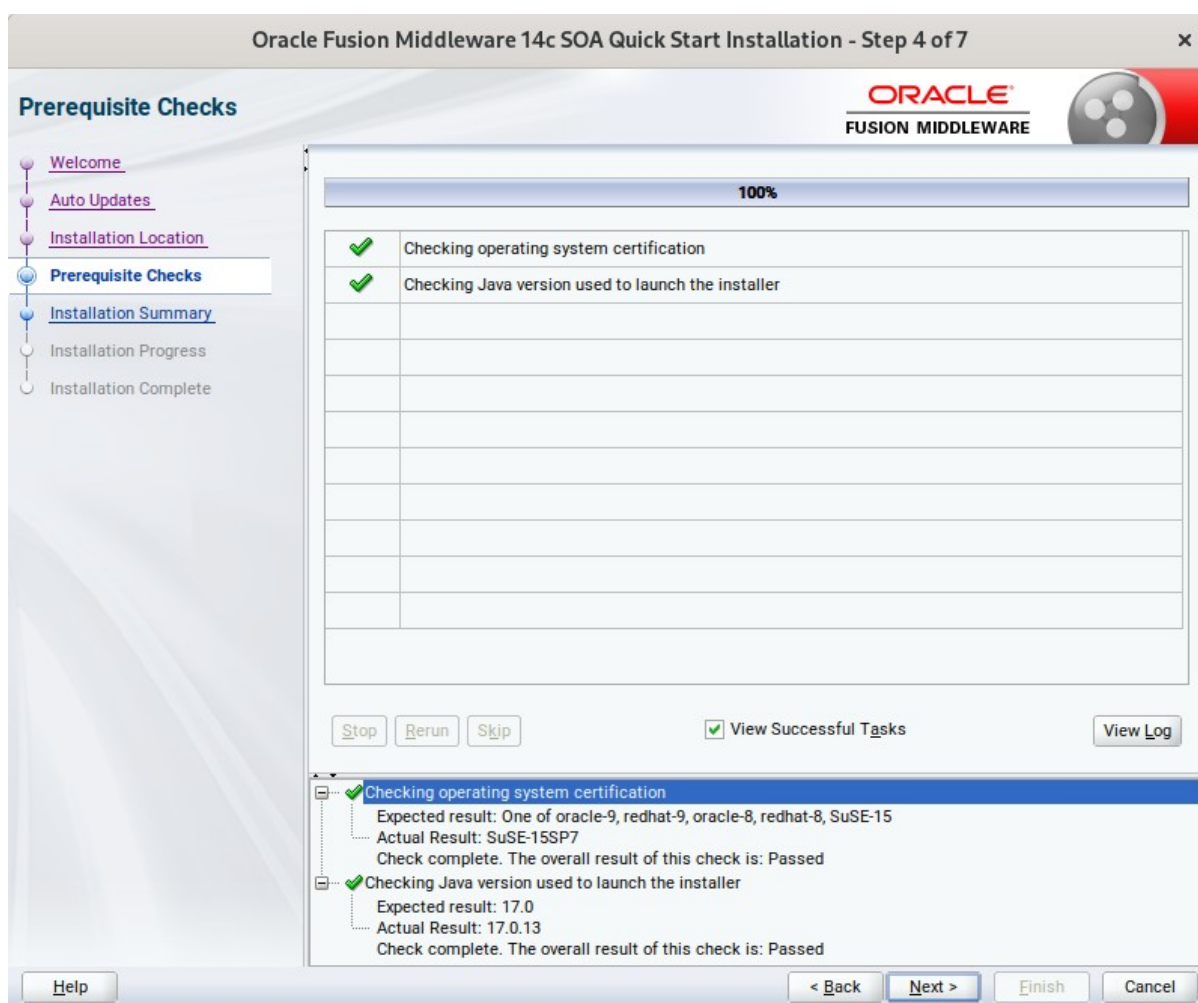 Oracle Fusion Middleware 14c SOA Quick Start Installation - Step 4 of 7
Prerequisite Checks
ORACLE
FUSION MIDDLEWARE
Welcome
Auto Updates
Installation Location
Prerequisite Checks
Installation Summary
Installation Progress
Installation Complete
100%
Checking operating system certification
Checking Java version used to launch the installer
Stop Rerun Skip View Successful Tasks View Log
Checking operating system certification
Expected result: One of oracle-9, redhat-9, oracle-8, redhat-8, SuSE-15
Actual Result: SuSE-15SP7
Check complete. The overall result of this check is: Passed
Checking Java version used to launch the installer
Expected result: 17.0
Actual Result: 17.0.13
Check complete. The overall result of this check is: Passed
Help < Back Next > Finish Cancel